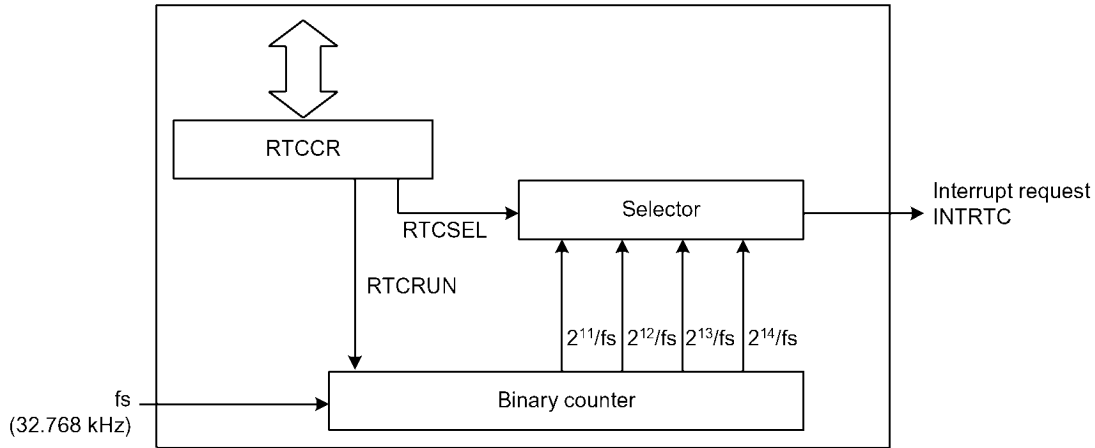 RTCCR
Selector
Interrupt request
INTRTC
RTCSEL
RTCRUN
2¹¹/fs 2¹²/fs 2¹³/fs 2¹⁴/fs
fs
(32.768 kHz)
Binary counter